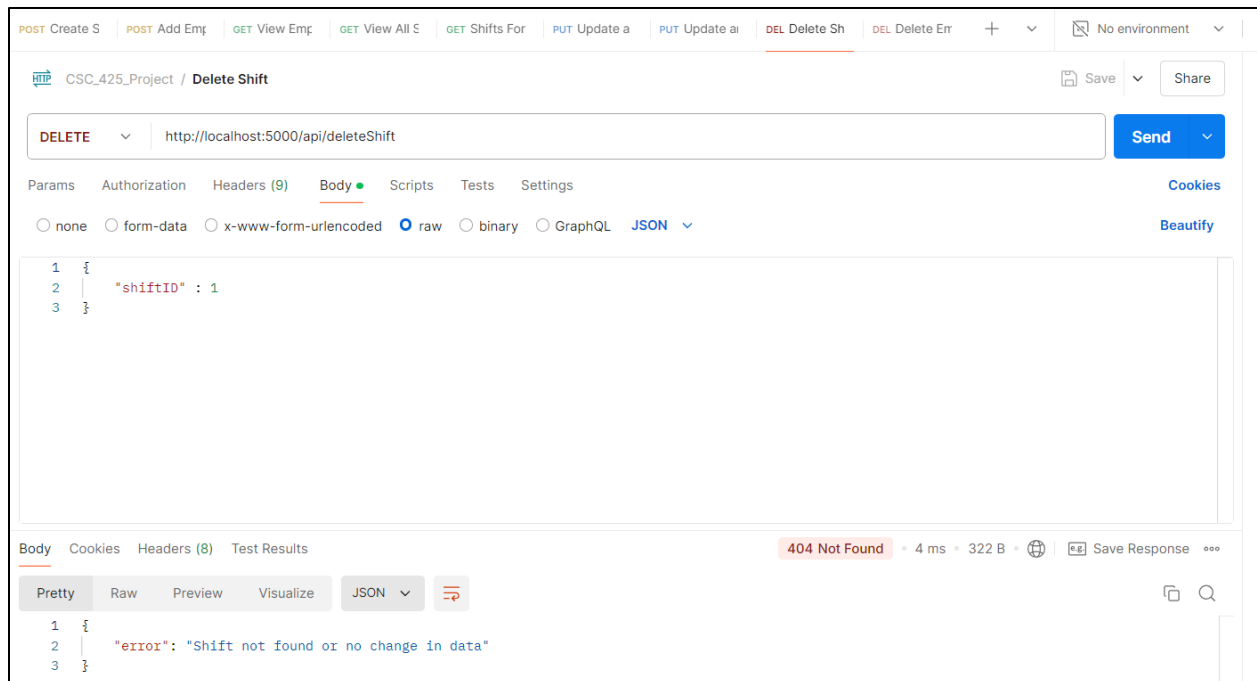 POST Create S POST Add Emp GET View Emp GET View All S GET Shifts For PUT Update a PUT Update ar DEL Delete Sh DEL Delete Em No environment
HTTP CSC_425_Project / Delete Shift Save Share
DELETE http://localhost:5000/api/deleteShift Send
Params Authorization Headers (9) Body Scripts Tests Settings Cookies
none form-data x-www-form-urlencoded raw binary GraphQL JSON Beautify
1 {
2 "shiftID" : 1
3 }
Body Cookies Headers (8) Test Results 404 Not Found 4 ms 322 B e.g. Save Response
Pretty Raw Preview Visualize JSON
1 {
2 "error": "Shift not found or no change in data"
3 }